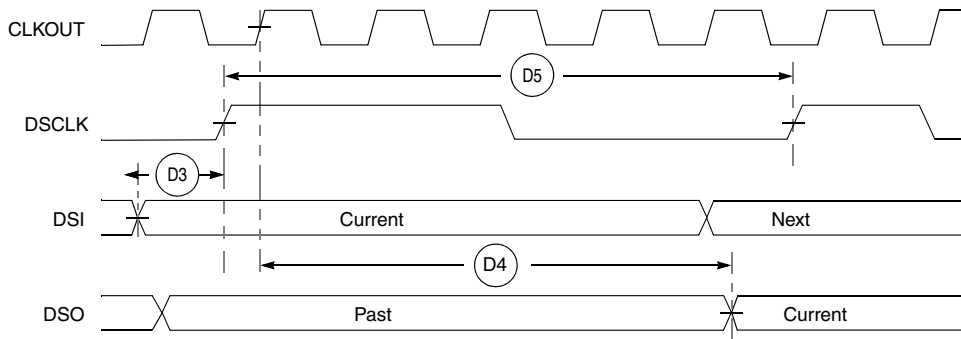 CLKOUT
D5
DSCLK
D3
DSI
Current
Next
D4
DSO
Past
Current